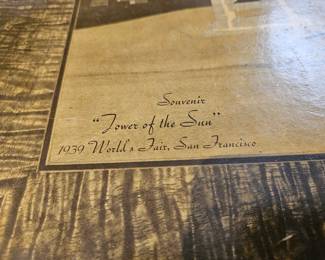 Souvenir
"Tower of the Sun"
1939 World's Fair, San Francisco